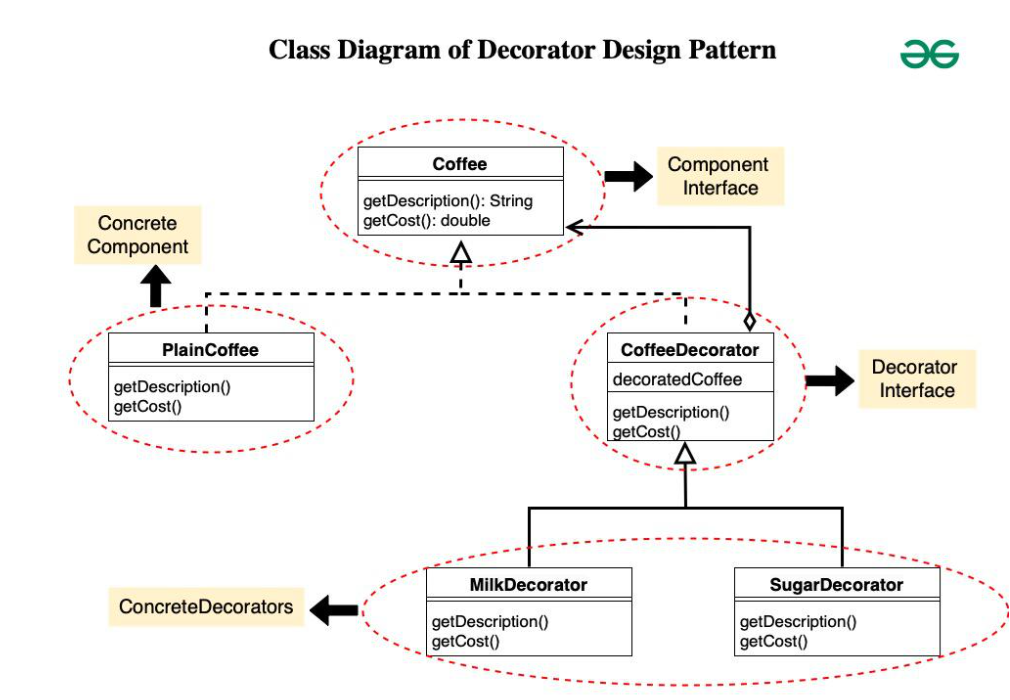 Class Diagram of Decorator Design Pattern
Coffee
getDescription(): String
getCost(): double
Component
Interface
Concrete
Component
PlainCoffee
getDescription()
getCost()
CoffeeDecorator
decoratedCoffee
getDescription()
getCost()
Decorator
Interface
MilkDecorator
getDescription()
getCost()
SugarDecorator
getDescription()
getCost()
ConcreteDecorators